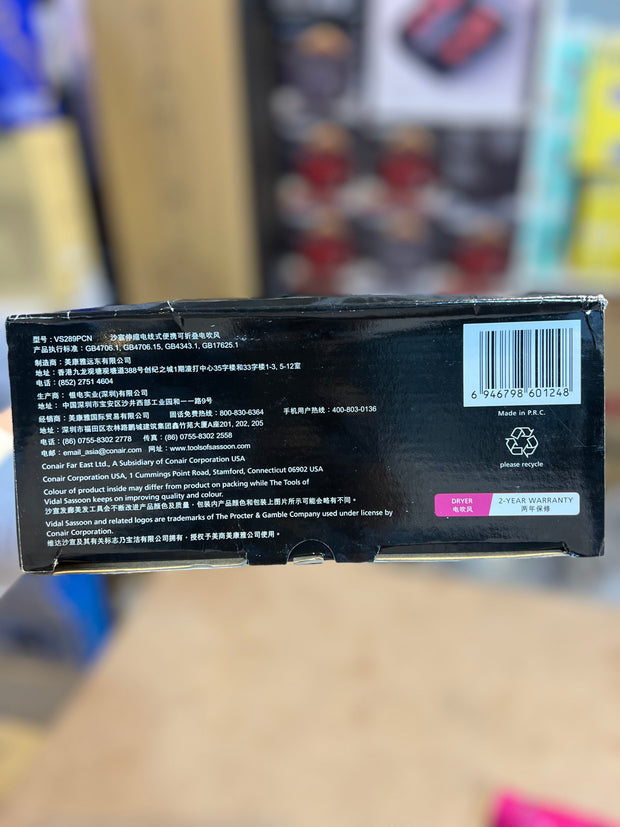 型号：VS289PCN 沙宣伸缩电线式便携可折叠电吹风
产品执行标准：GB4706.1, GB4706.15, GB4343.1, GB17625.1
制造商：美康雅远东有限公司
地址：香港九龙观塘观塘道388号创纪之城1期渣打中心35字楼和33字楼1-3, 5-12室
电话：(852) 2751 4604
生产商：银电实业(深圳)有限公司
地址：中国深圳市宝安区沙井西部工业园和一一路9号
经销商：美康雅国际贸易有限公司 固话免费热线：800-830-6364 手机用户热线：400-803-0136
地址：深圳市福田区农林路鹏城建筑集团鑫竹苑大厦A座201, 202, 205
电话：(86) 0755-8302 2778 传真：(86) 0755-8302 2558
电邮：email_asia@conair.com 网址：www.toolsofsassoon.com
Conair Far East Ltd., A Subsidiary of Conair Corporation USA
Conair Corporation USA, 1 Cummings Point Road, Stamford, Connecticut 06902 USA
Colour of product inside may differ from product on packing while The Tools of
Vidal Sassoon keeps on improving quality and colour.
沙宣发廊美发工具会不断改进产品颜色及质量，包装内产品颜色和包装上图片所示可能会略有不同。
Vidal Sassoon and related logos are trademarks of The Procter & Gamble Company used under license by
Conair Corporation.
维达沙宣及其有关标志乃宝洁有限公司拥有，授权予美商美康雅公司使用。
6 946798 601248
Made in P.R.C.
please recycle
DRYER
电吹风
2-YEAR WARRANTY
两年保修